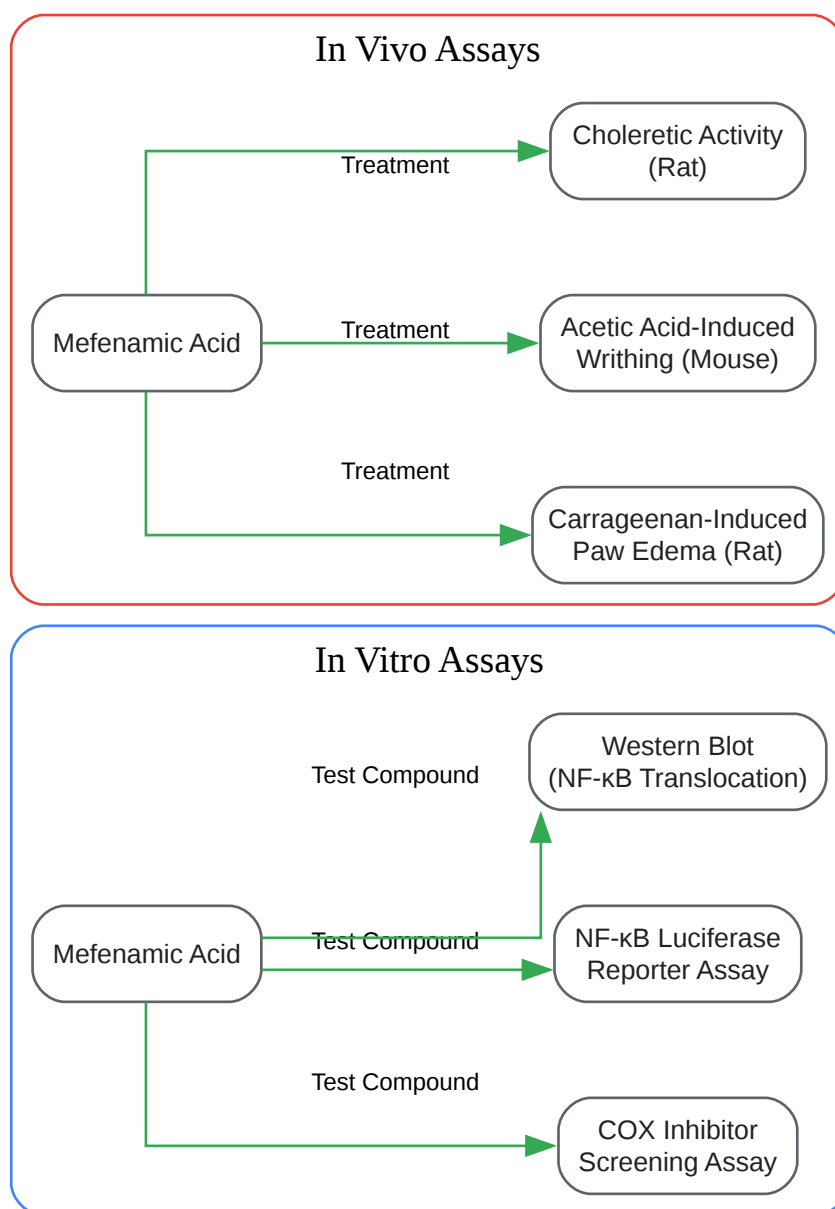 In Vivo Assays
Choleretic Activity
(Rat)
Treatment
Mefenamic Acid
Treatment
Acetic Acid-Induced
Writhing (Mouse)
Treatment
Carrageenan-Induced
Paw Edema (Rat)
In Vitro Assays
Western Blot
(NF-κB Translocation)
Test Compound
Mefenamic Acid
Test Compound
NF-κB Luciferase
Reporter Assay
Test Compound
COX Inhibitor
Screening Assay